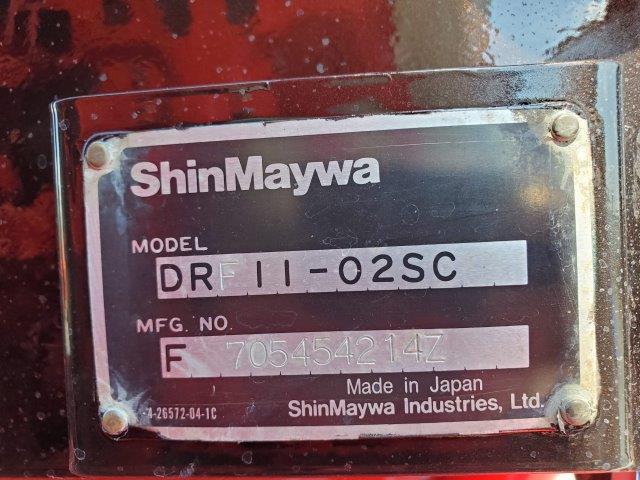 ShinMaywa
MODEL
DRF11-02SC
MFG. NO.
F 705454214Z
Made in Japan
ShinMaywa Industries, Ltd.
-4-26572-04-1C